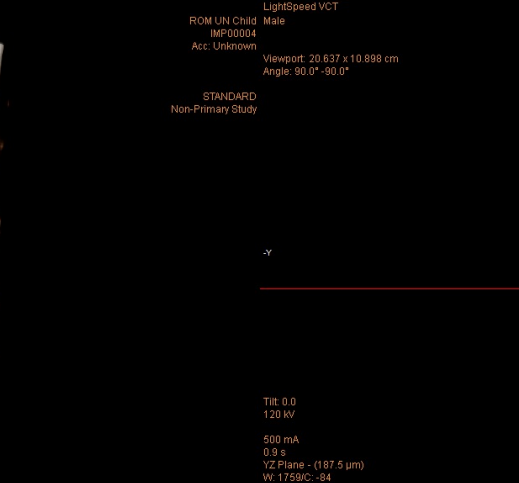 ROM UN Child
IMP00004
Acc: Unknown
STANDARD
Non-Primary Study
LightSpeed VCT
Male
Viewport: 20.637 x 10.898 cm
Angle: 90.0° -90.0°
-Y
Tilt: 0.0
120 kV
500 mA
0.9 s
YZ Plane - (187.5 µm)
W: 1759/C: -84